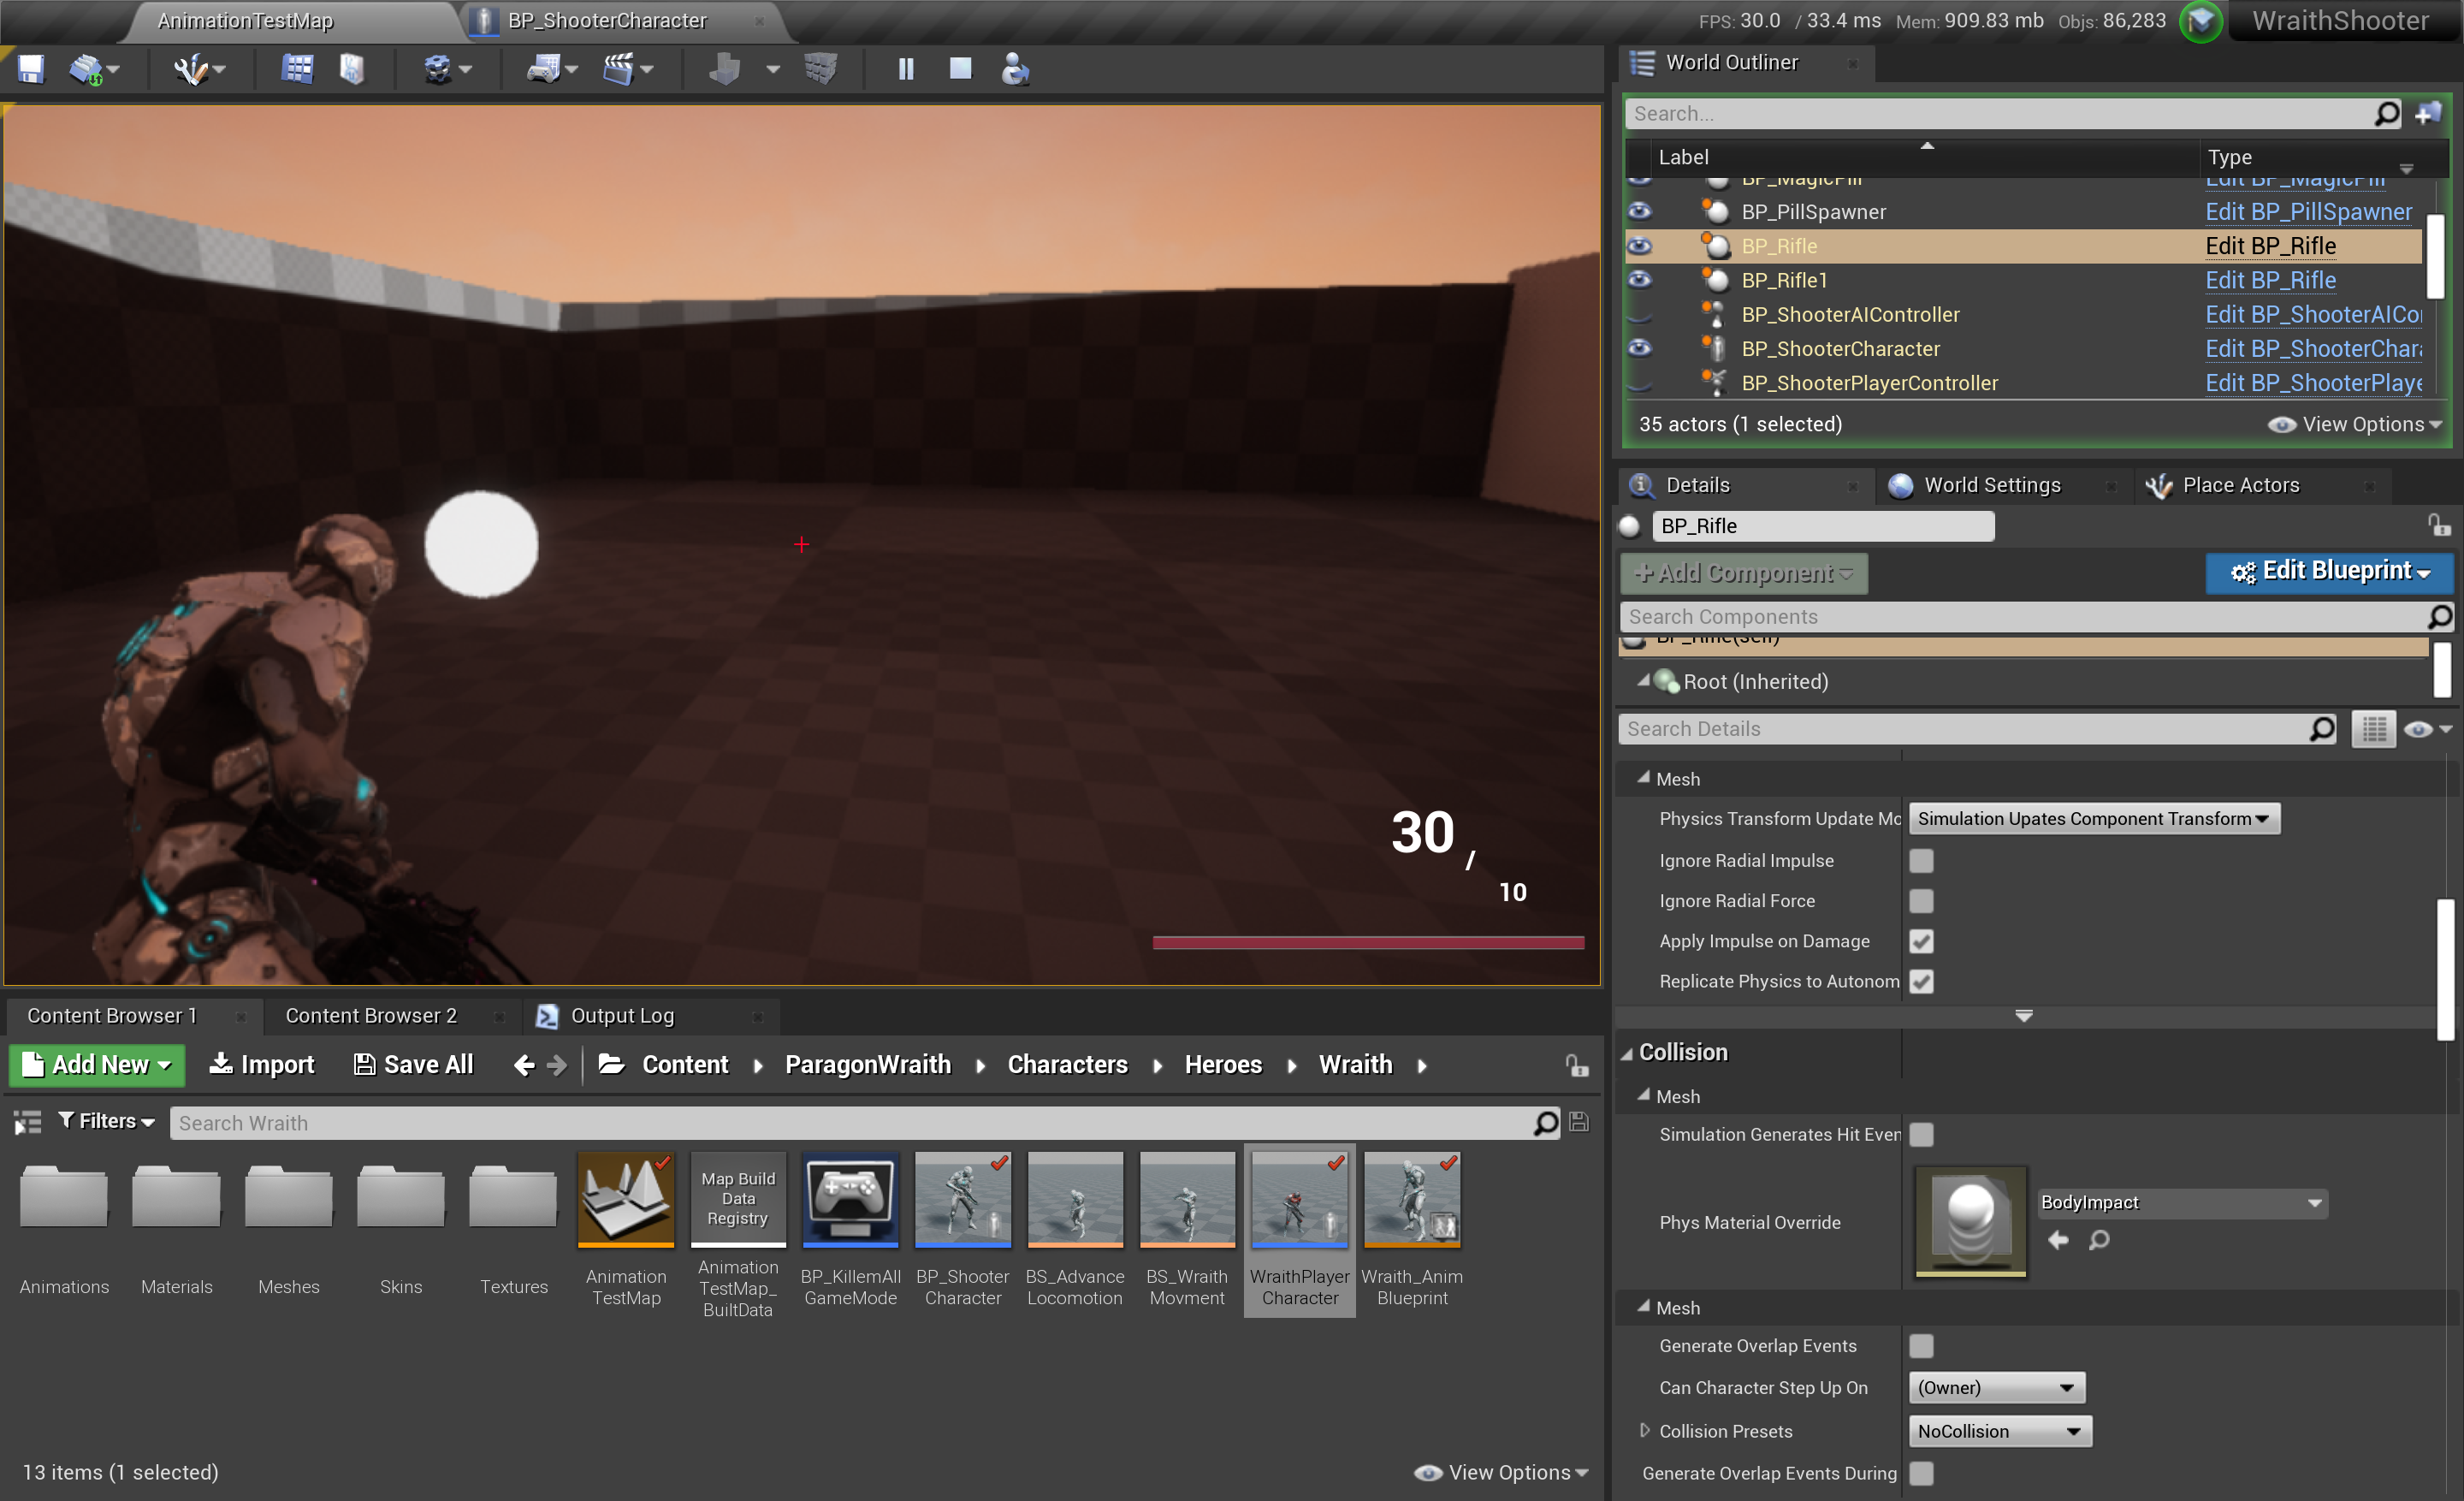 AnimationTestMap
BP_ShooterCharacter
FPS: 30.0 / 33.4 ms Mem: 909.83 mb Objs: 86,283
WraithShooter
World Outliner
Search...
Label Type
BP_MagicPill Edit BP_MagicPill
BP_PillSpawner Edit BP_PillSpawner
BP_Rifle Edit BP_Rifle
BP_Rifle1 Edit BP_Rifle
BP_ShooterAIController Edit BP_ShooterAICo
BP_ShooterCharacter Edit BP_ShooterChar
BP_ShooterPlayerController Edit BP_ShooterPlaye
35 actors (1 selected) View Options
Details World Settings Place Actors
BP_Rifle
+ Add Component Edit Blueprint
Search Components
BP_Rifle(self)
Root (Inherited)
Search Details
Mesh
Physics Transform Update Mo Simulation Upates Component Transform
Ignore Radial Impulse
Ignore Radial Force
Apply Impulse on Damage
Replicate Physics to Autonom
Collision
Mesh
Simulation Generates Hit Even
Phys Material Override BodyImpact
Mesh
Generate Overlap Events
Can Character Step Up On (Owner)
Collision Presets NoCollision
Generate Overlap Events During
30 /
10
Content Browser 1 Content Browser 2 Output Log
Add New Import Save All Content ParagonWraith Characters Heroes Wraith
Filters Search Wraith
Animations
Materials
Meshes
Skins
Textures
Animation
TestMap
Map Build
Data
Registry
Animation
TestMap_
BuiltData
BP_KillemAll
GameMode
BP_Shooter
Character
BS_Advance
Locomotion
BS_Wraith
Movment
WraithPlayer
Character
Wraith_Anim
Blueprint
13 items (1 selected) View Options